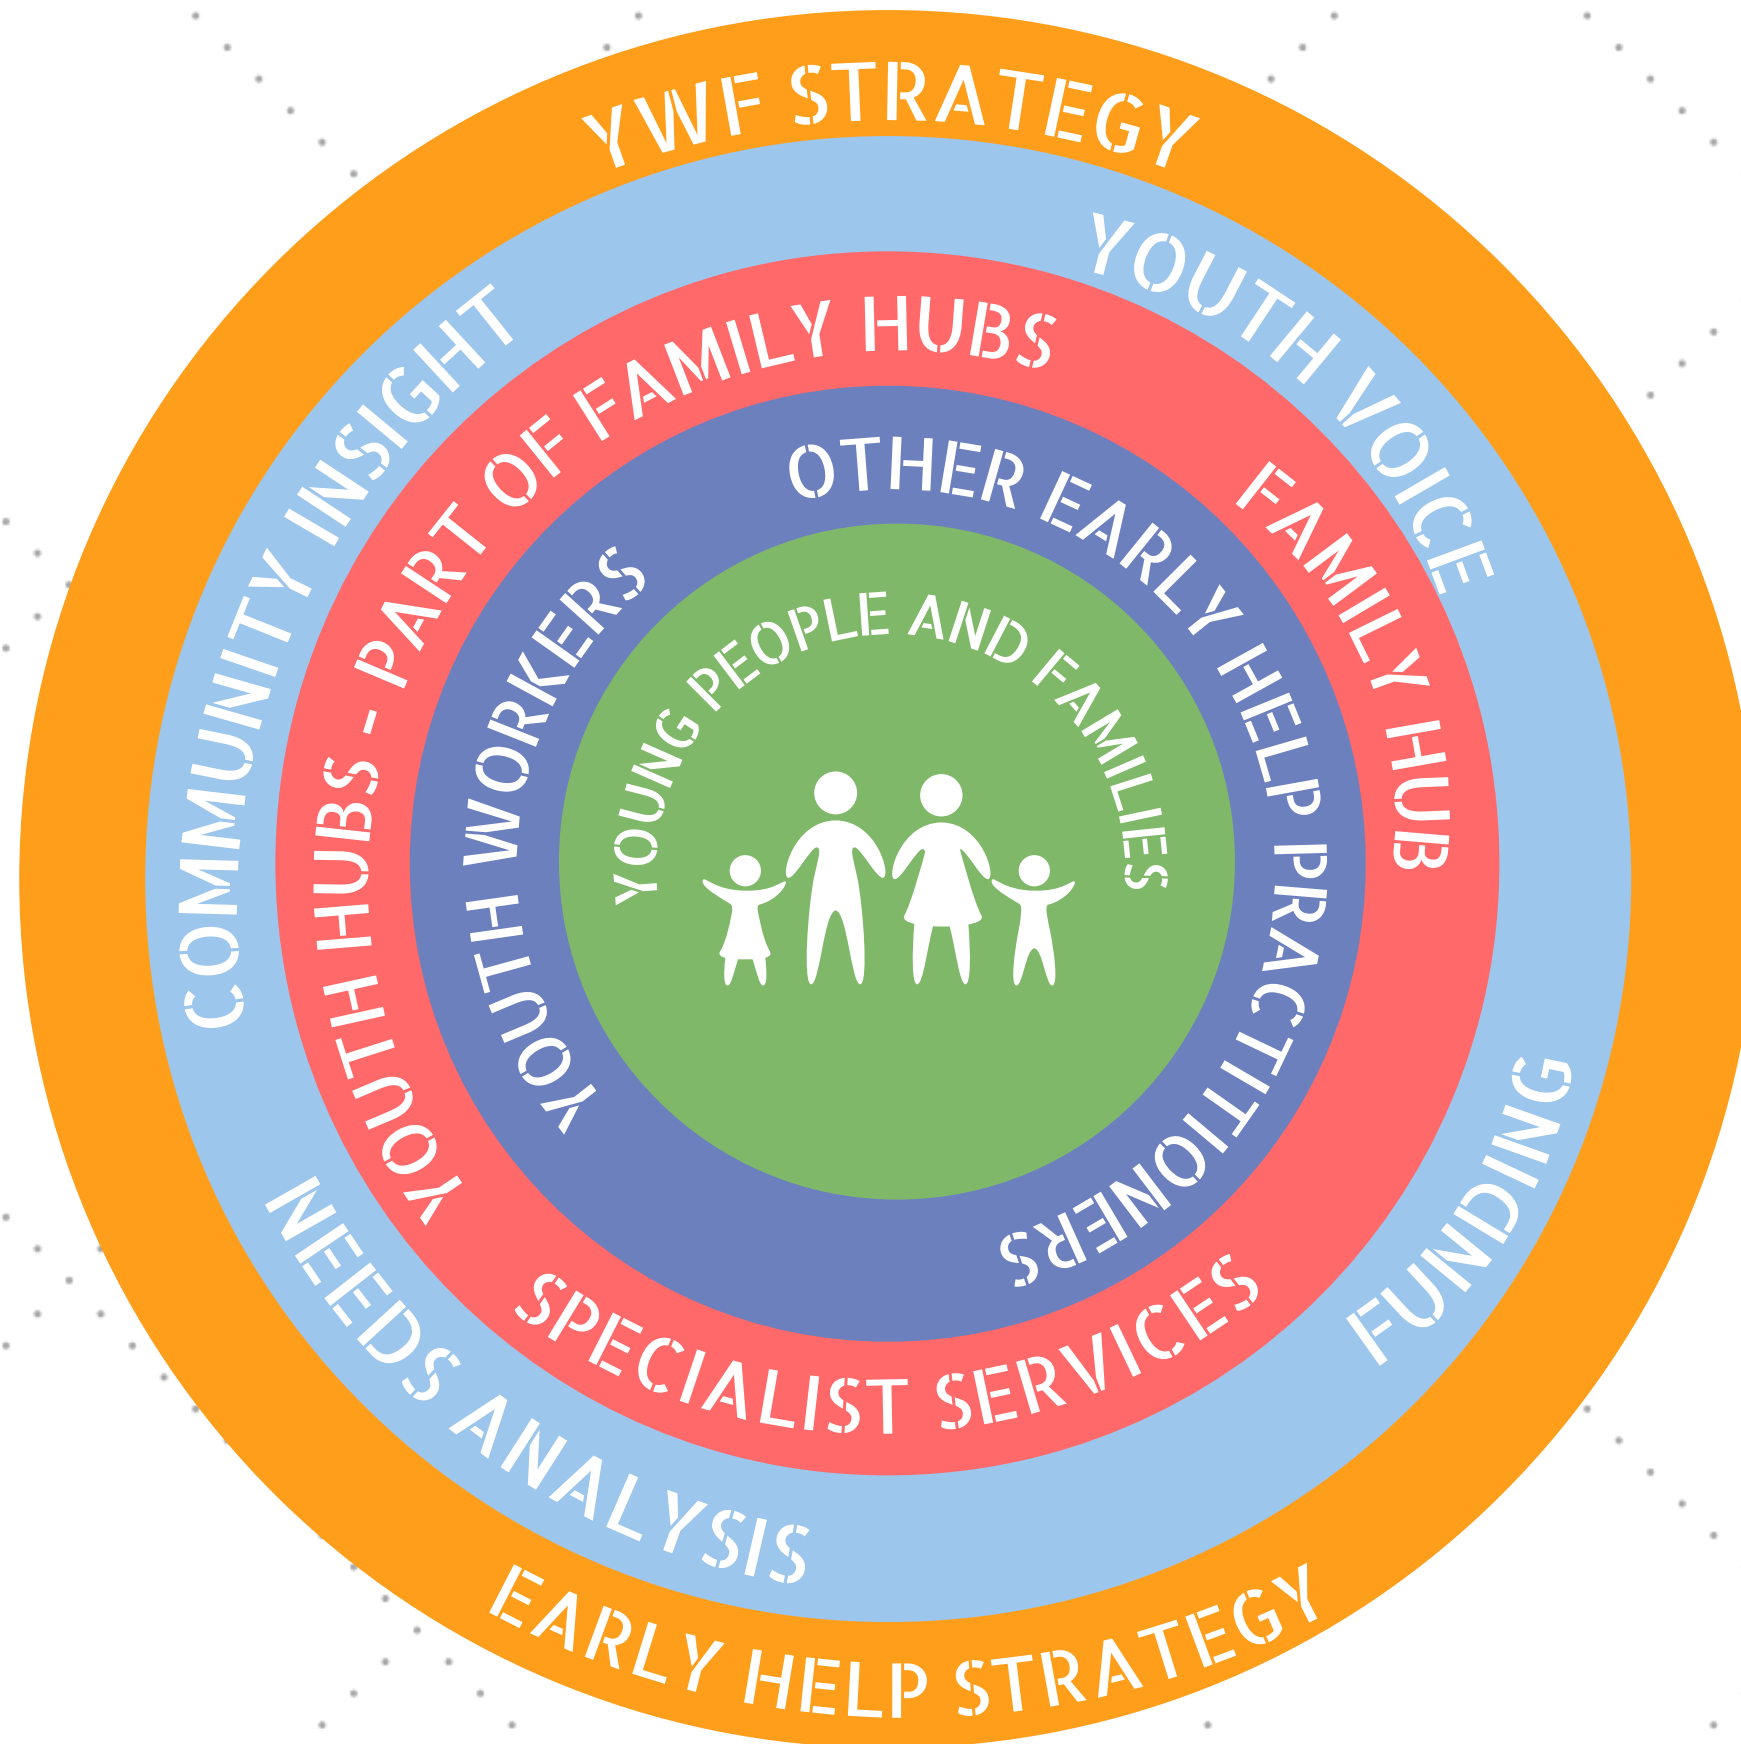 YWF STRATEGY
YOUTH VOICE
COMMUNITY INSIGHT
YOUTH HUBS - PART OF FAMILY HUBS
FAMILY HUB
OTHER EARLY HELP PRACTITIONERS
YOUTH WORKERS
YOUNG PEOPLE AND FAMILIES
SPECIALIST SERVICES
FUNDING
NEEDS ANALYSIS
EARLY HELP STRATEGY